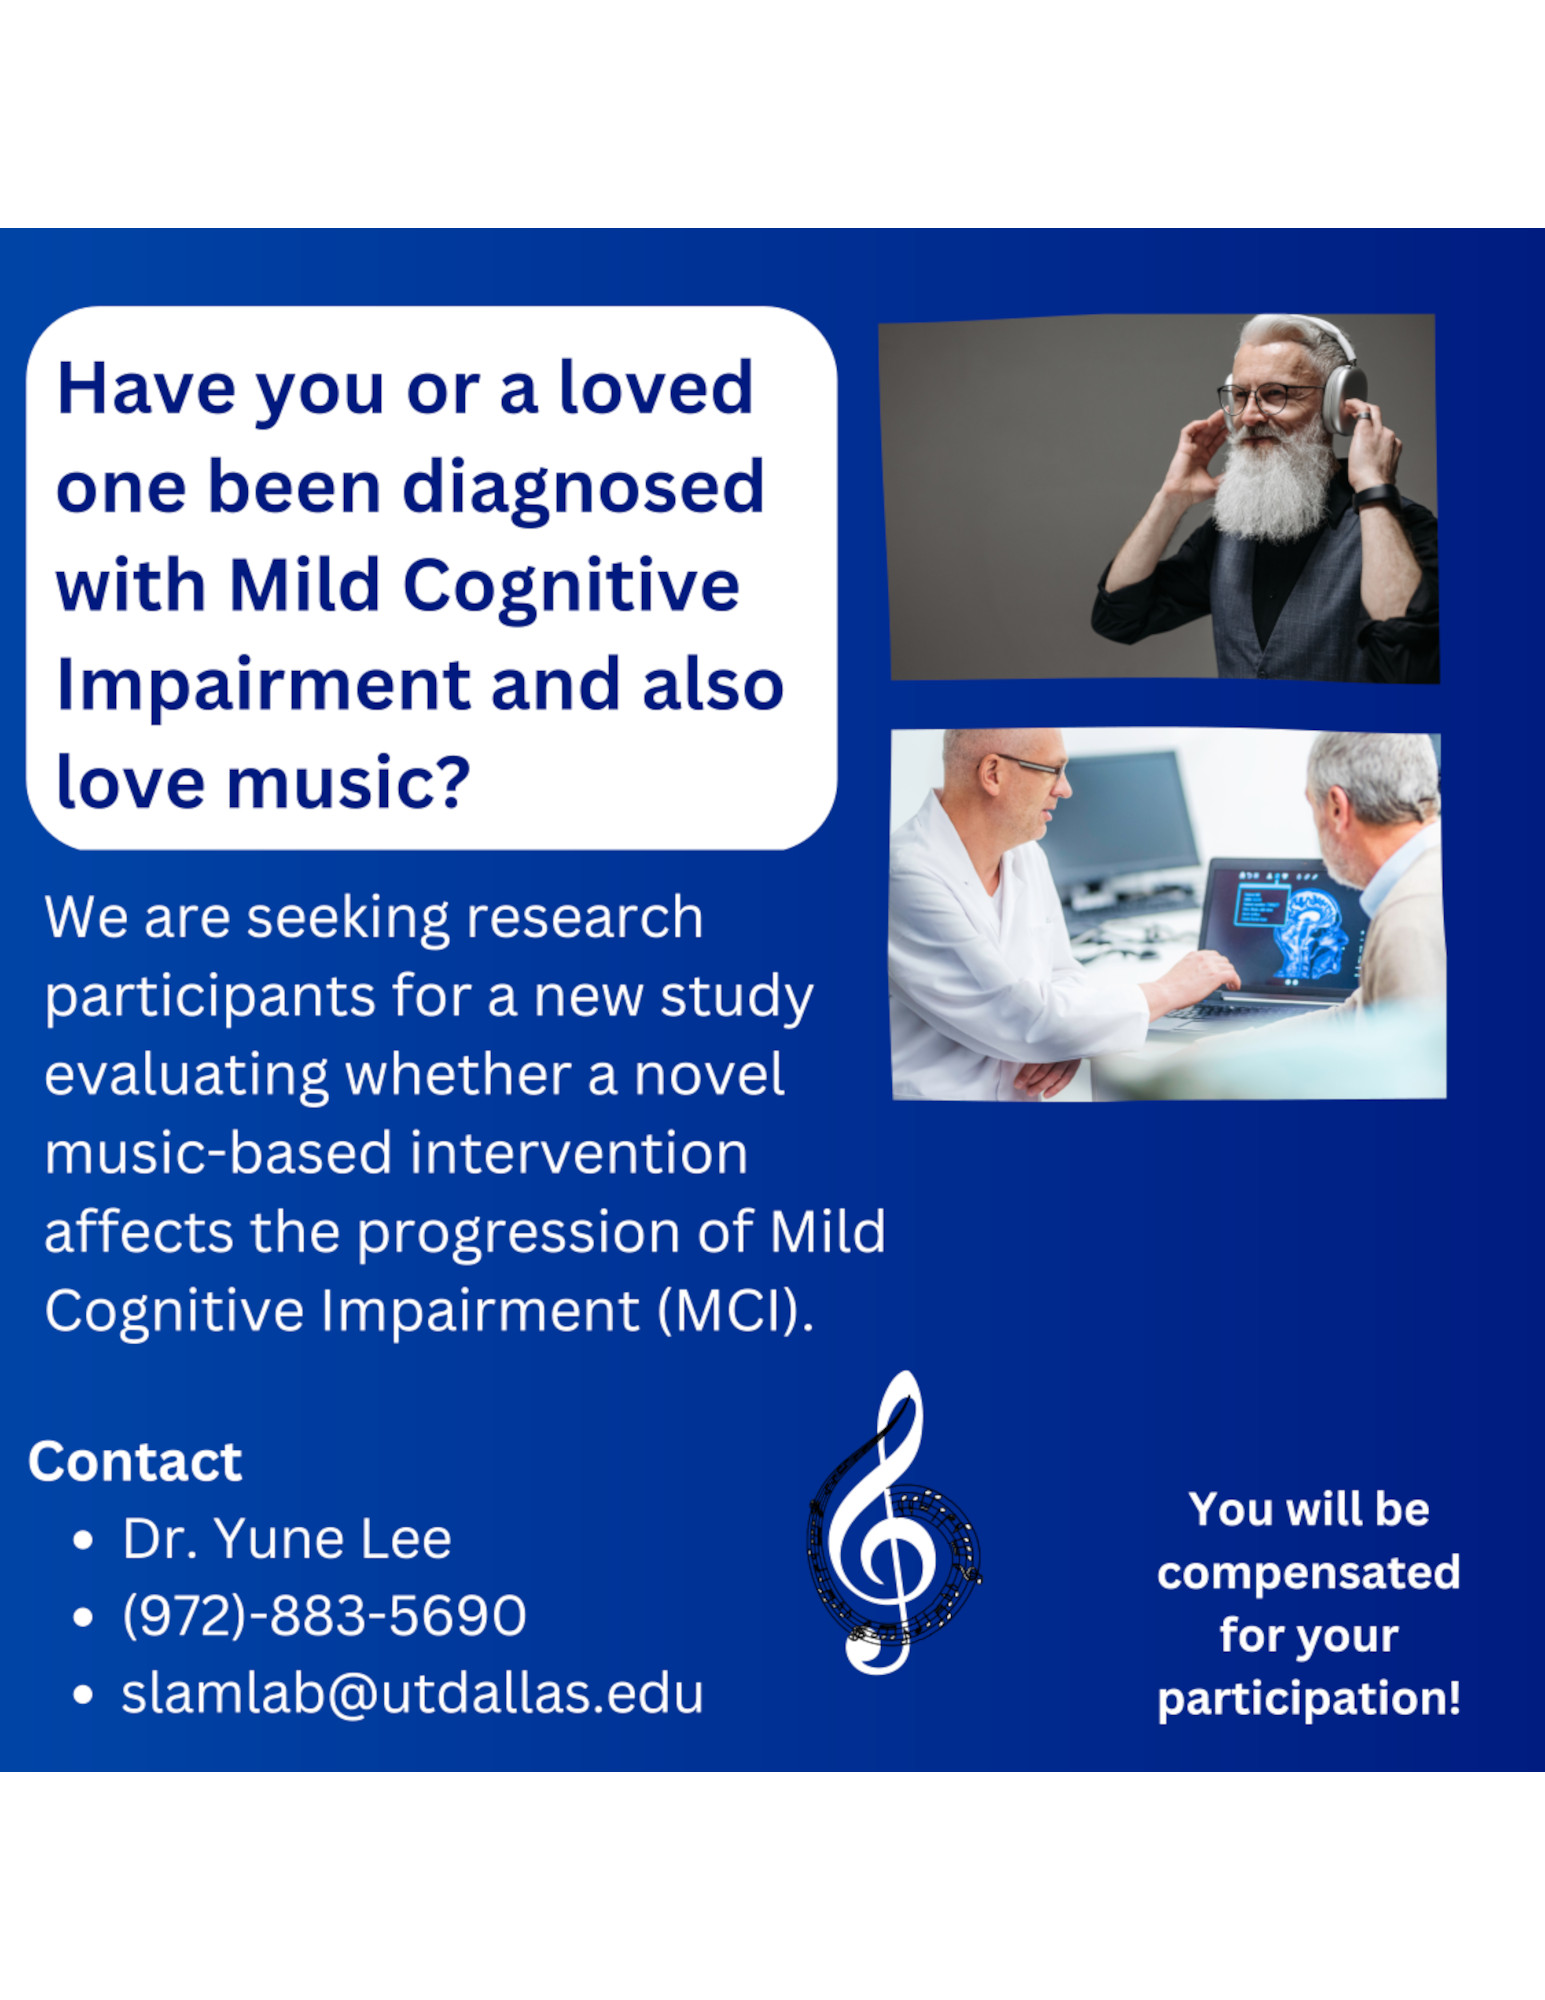 Have you or a loved
one been diagnosed
with Mild Cognitive
Impairment and also
love music?
We are seeking research
participants for a new study
evaluating whether a novel
music-based intervention
affects the progression of Mild
Cognitive Impairment (MCI).
Contact
• Dr. Yune Lee
• (972)-883-5690
• slamlab@utdallas.edu
You will be
compensated
for your
participation!